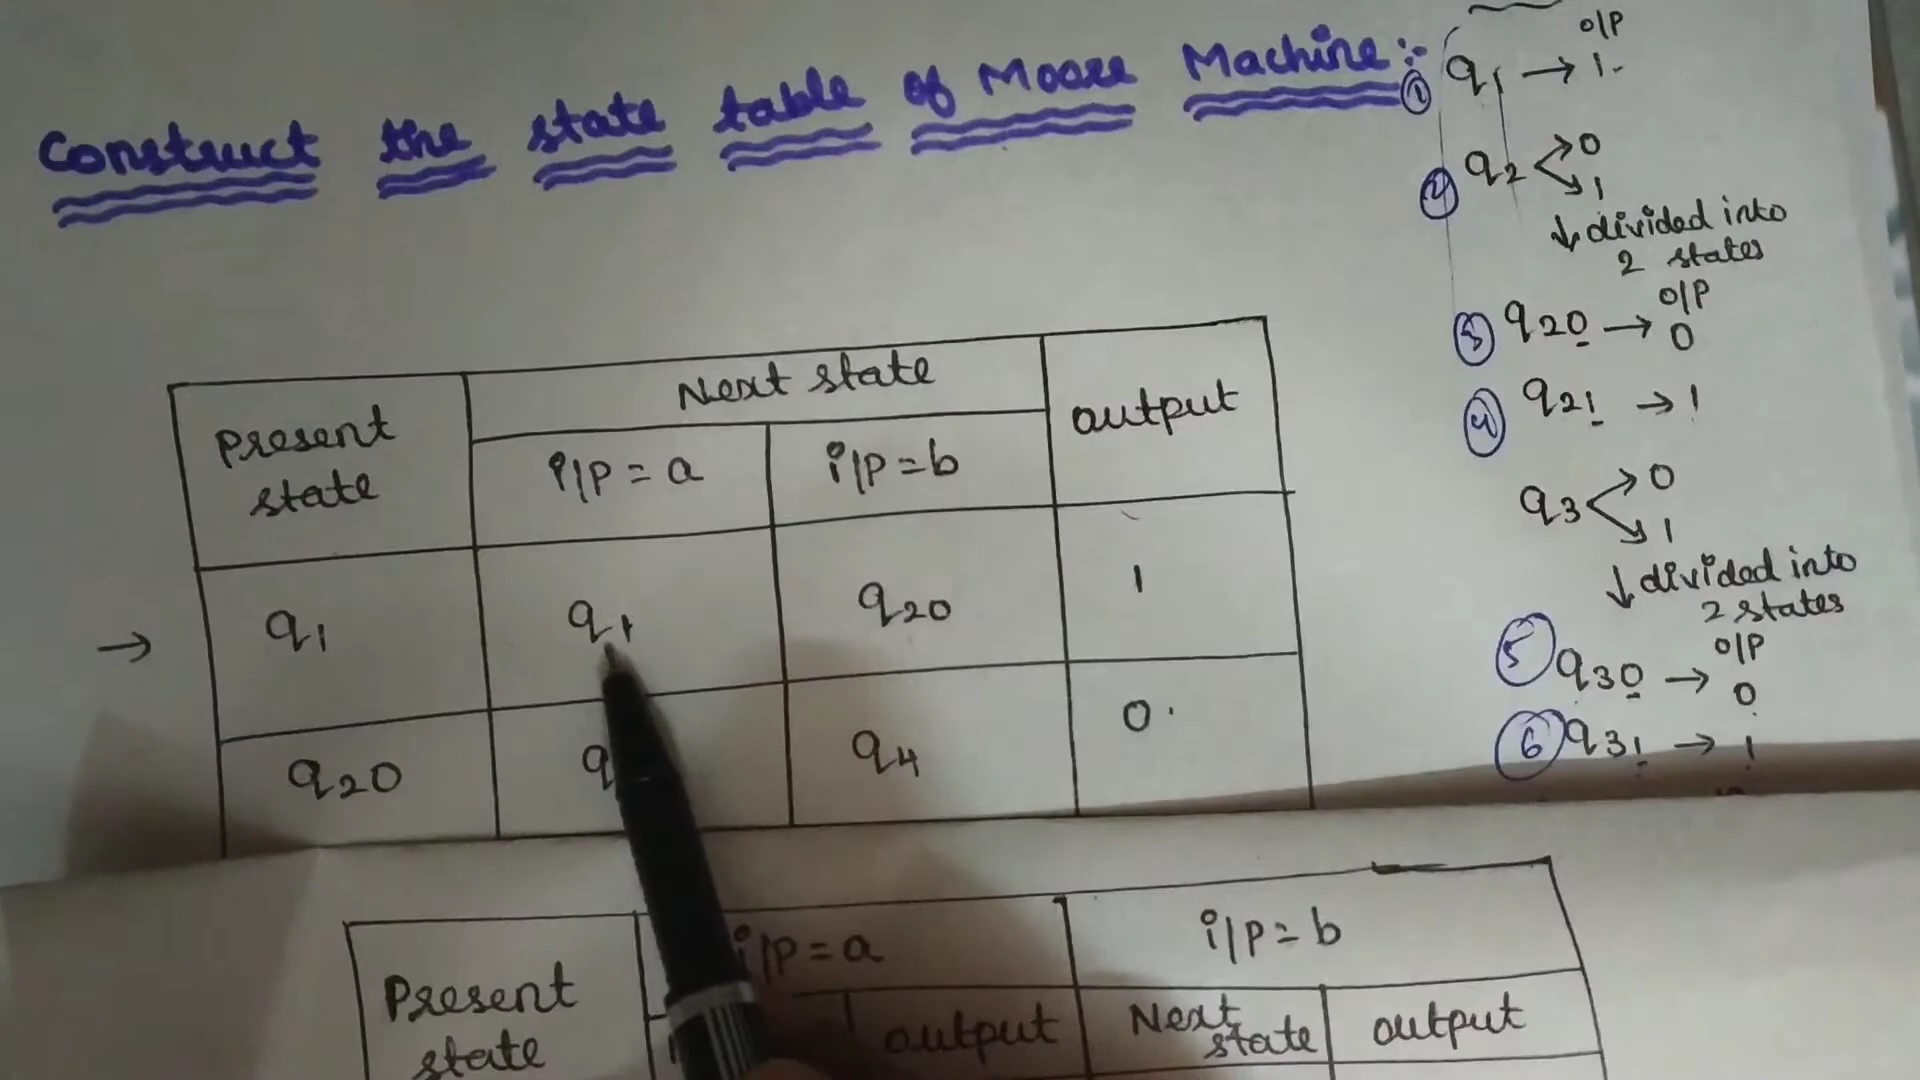 Construct the state table of Moore Machine:-
Present state
Next state
output
i/p = a
i/p = b
→ q1
q1
q20
1
q20
q
q4
0
Present state
i/p = a
i/p = b
output
Next state
output
o/p
① q1 → 1
② q2 0
1
↓ divided into
2 states
o/p
③ q20 → 0
④ q21 → 1
q3 0
1
↓ divided into
2 states
o/p
⑤ q30 → 0
⑥ q31 → 1